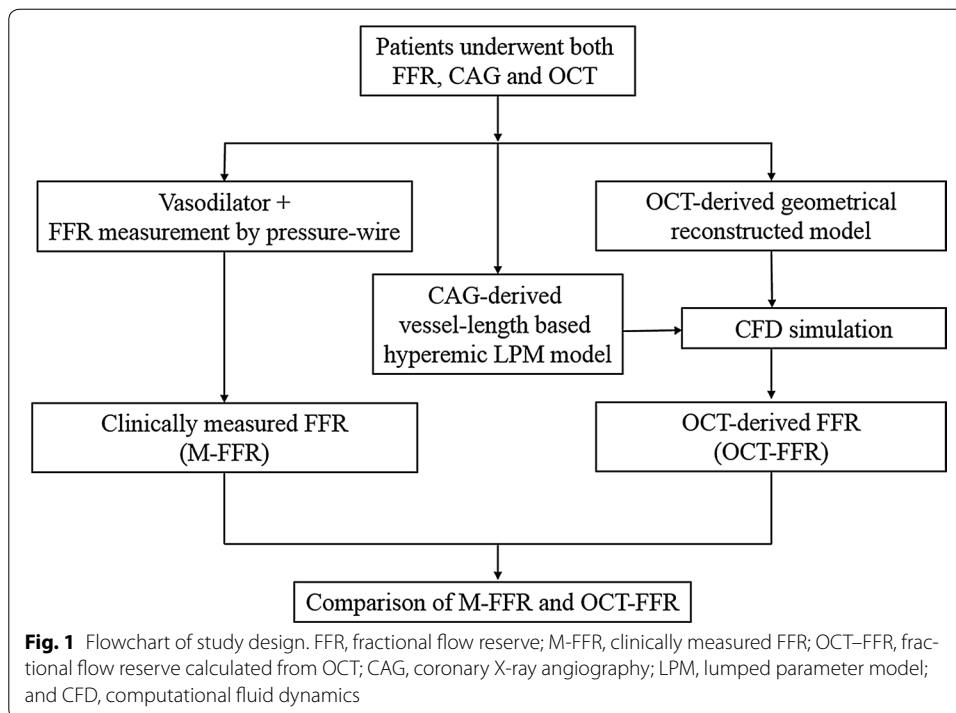 Patients underwent both
FFR, CAG and OCT
Vasodilator +
FFR measurement by pressure-wire
OCT-derived geometrical
reconstructed model
CAG-derived
vessel-length based
hyperemic LPM model
CFD simulation
Clinically measured FFR
(M-FFR)
OCT-derived FFR
(OCT-FFR)
Comparison of M-FFR and OCT-FFR
Fig. 1 Flowchart of study design. FFR, fractional flow reserve; M-FFR, clinically measured FFR; OCT–FFR, frac-
tional flow reserve calculated from OCT; CAG, coronary X-ray angiography; LPM, lumped parameter model;
and CFD, computational fluid dynamics